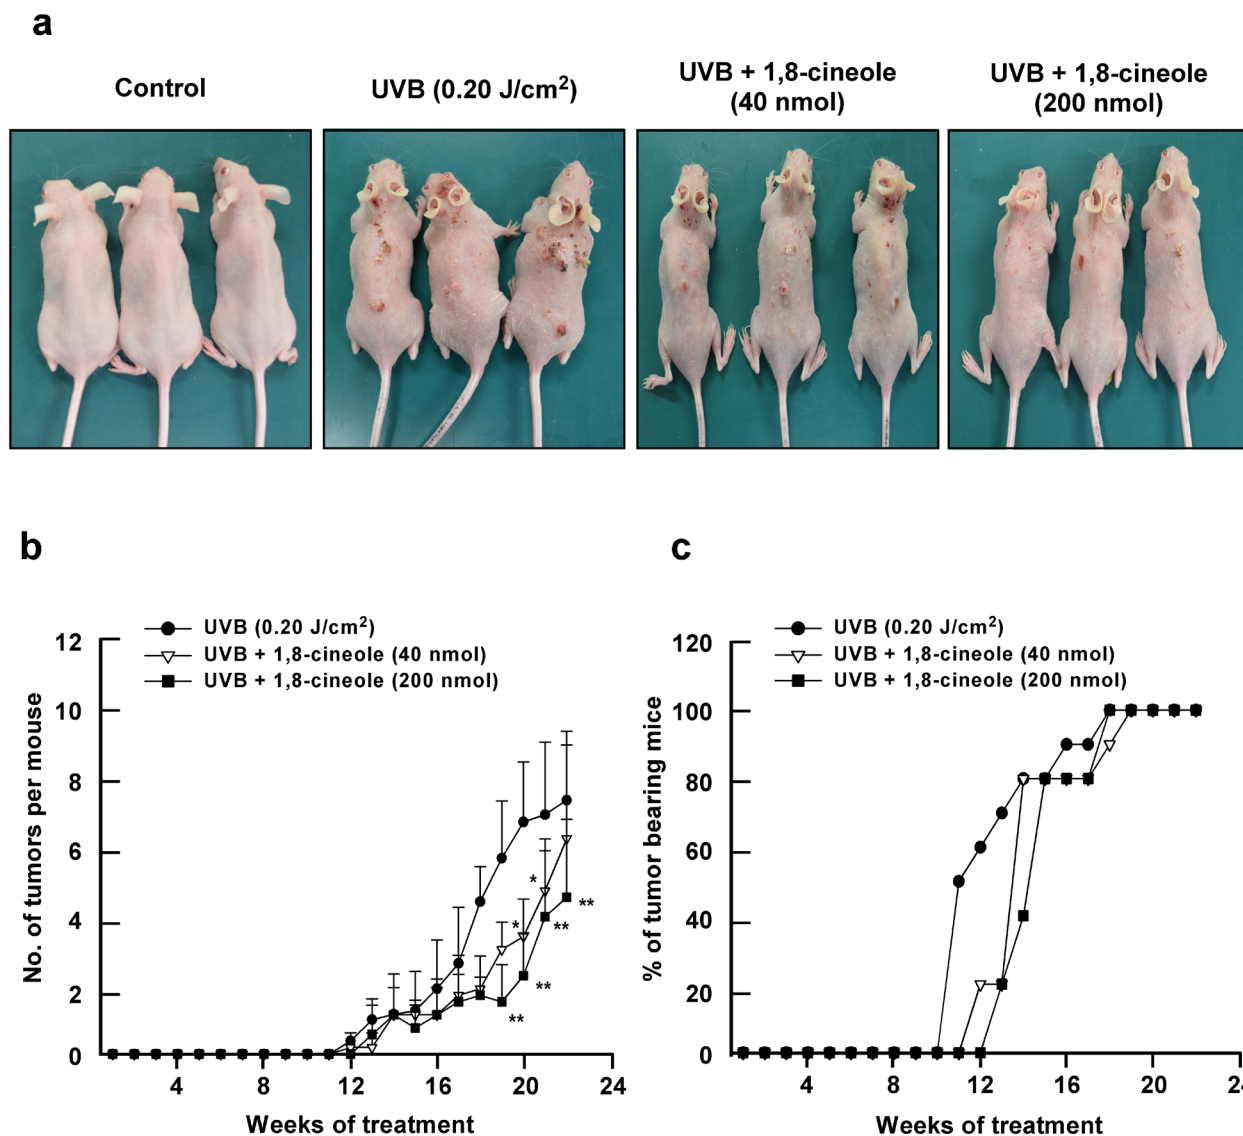 a
Control
UVB (0.20 J/cm²)
UVB + 1,8-cineole
(40 nmol)
UVB + 1,8-cineole
(200 nmol)
b
UVB (0.20 J/cm²)
UVB + 1,8-cineole (40 nmol)
UVB + 1,8-cineole (200 nmol)
No. of tumors per mouse
12
10
8
6
4
2
0
*
*
**
**
**
**
4 8 12 16 20 24
Weeks of treatment
c
UVB (0.20 J/cm²)
UVB + 1,8-cineole (40 nmol)
UVB + 1,8-cineole (200 nmol)
% of tumor bearing mice
120
100
80
60
40
20
0
4 8 12 16 20 24
Weeks of treatment